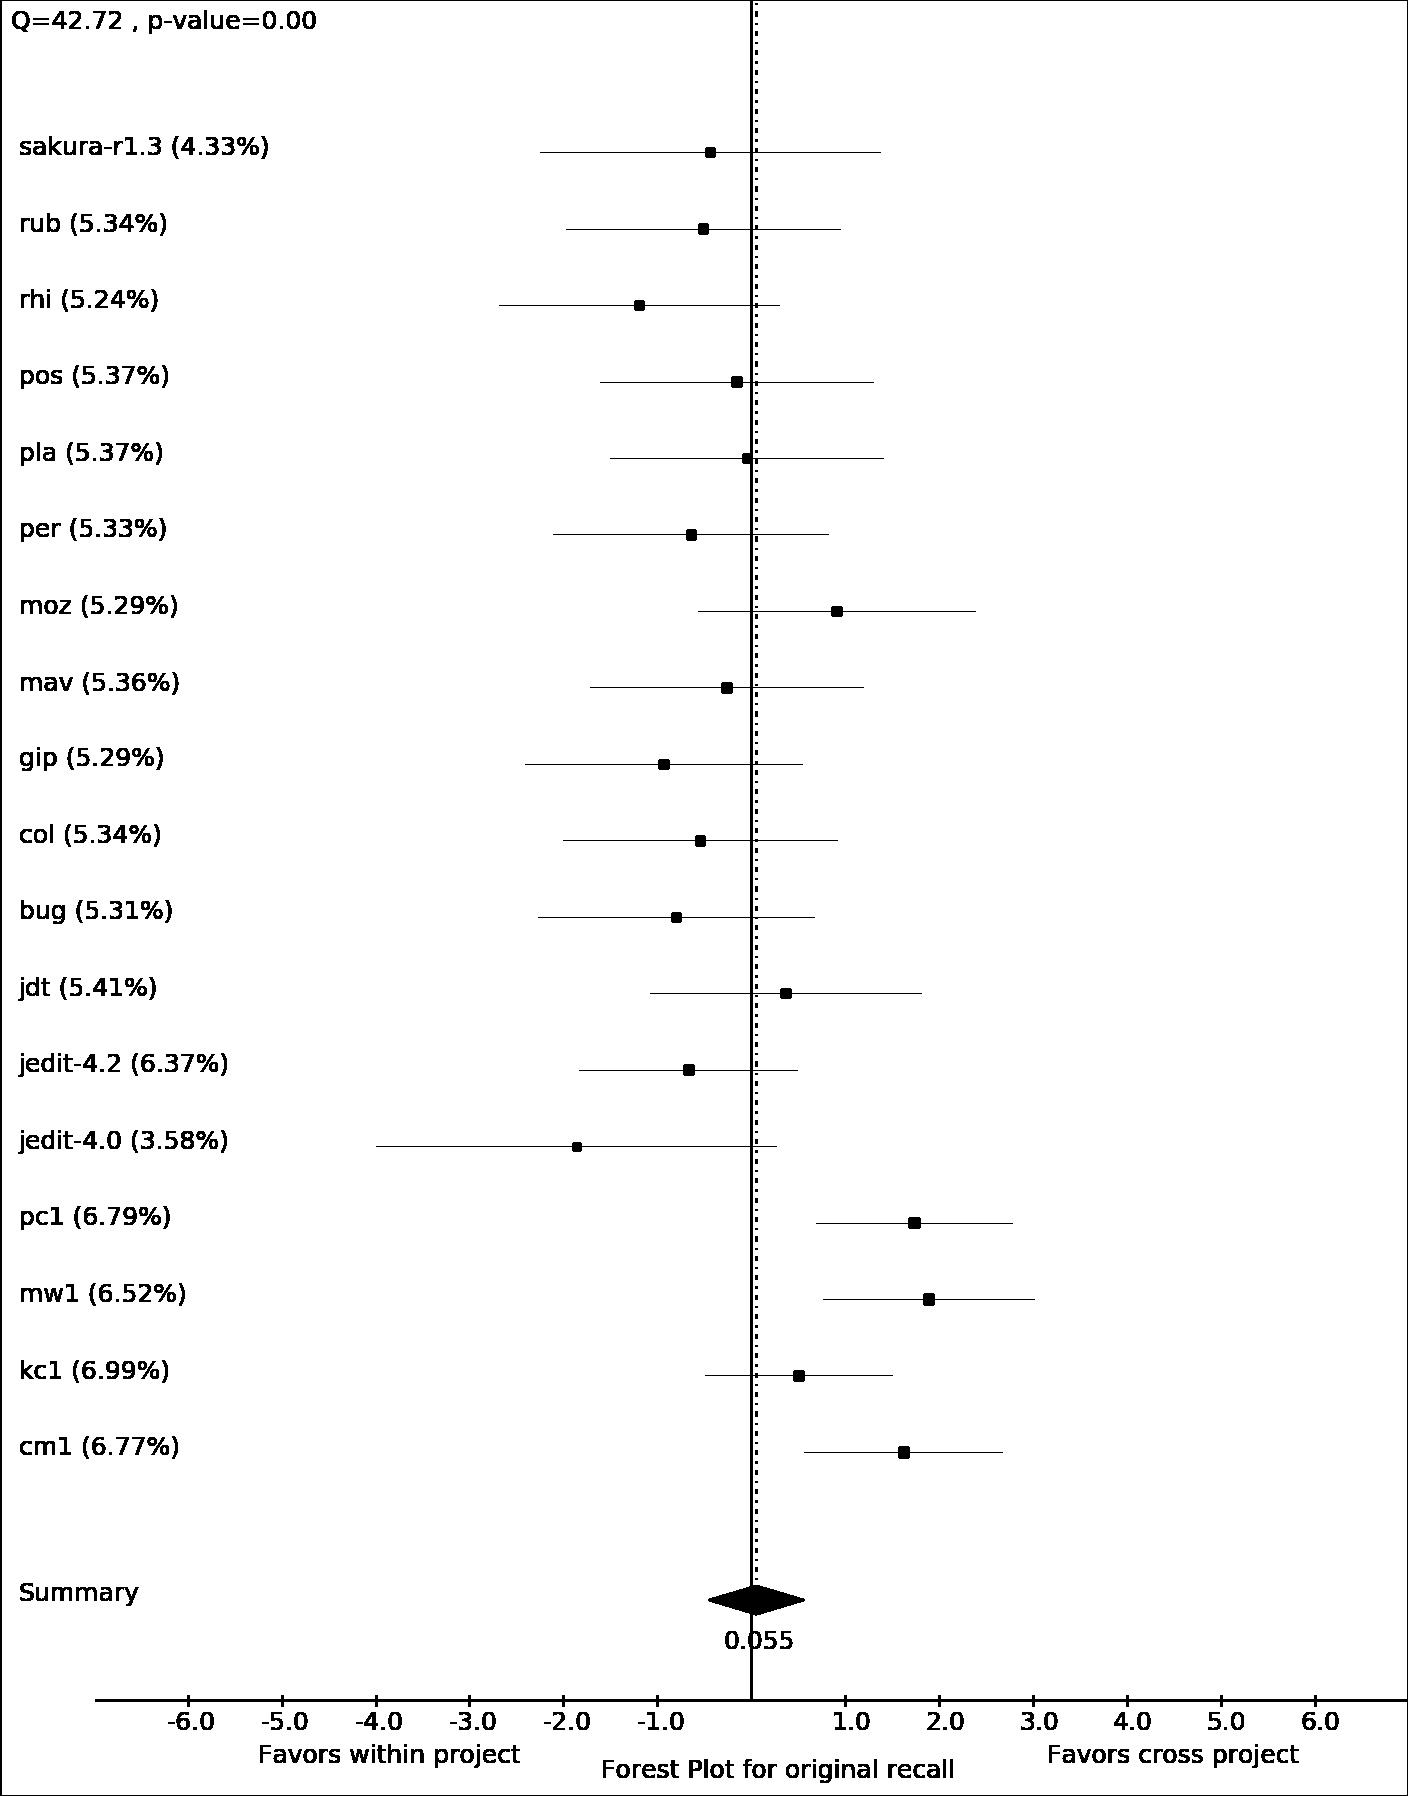 Q=42.72 , p-value=0.00
sakura-r1.3 (4.33%)
rub (5.34%)
rhi (5.24%)
pos (5.37%)
pla (5.37%)
per (5.33%)
moz (5.29%)
mav (5.36%)
gip (5.29%)
col (5.34%)
bug (5.31%)
jdt (5.41%)
jedit-4.2 (6.37%)
jedit-4.0 (3.58%)
pc1 (6.79%)
mw1 (6.52%)
kc1 (6.99%)
cm1 (6.77%)
Summary
0.055
-6.0 -5.0 -4.0 -3.0 -2.0 -1.0 1.0 2.0 3.0 4.0 5.0 6.0
Favors within project Favors cross project
Forest Plot for original recall